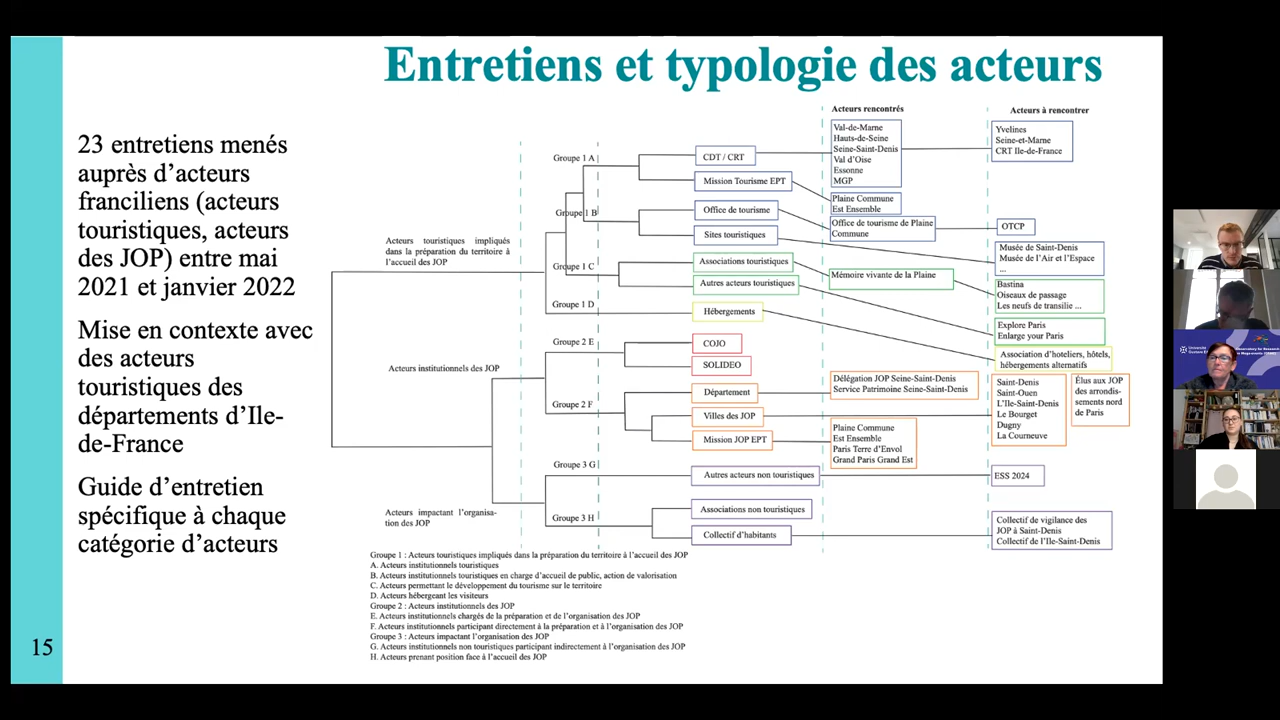 Entretiens et typologie des acteurs
23 entretiens menés
auprès d'acteurs
franciliens (acteurs
touristiques, acteurs
des JOP) entre mai
2021 et janvier 2022
Mise en contexte avec
des acteurs
touristiques des
départements d'Ile-
de-France
Guide d'entretien
spécifique à chaque
catégorie d'acteurs
15
Acteurs rencontrés
Acteurs à rencontrer
Acteurs touristiques impliqués
dans la préparation du territoire à
l'accueil des JOP
Acteurs institutionnels des JOP
Acteurs impactant l'organisa-
tion des JOP
Groupe 1 A
Groupe 1 B
Groupe 1 C
Groupe 1 D
Groupe 2 E
Groupe 2 F
Groupe 3 G
Groupe 3 H
CDT / CRT
Mission Tourisme EPT
Office de tourisme
Sites touristiques
Associations touristiques
Autres acteurs touristiques
Hébergements
COJO
SOLIDEO
Département
Villes des JOP
Mission JOP EPT
Autres acteurs non touristiques
Associations non touristiques
Collectif d'habitants
Val-de-Marne
Hauts-de-Seine
Seine-Saint-Denis
Val d'Oise
Essonne
MGP
Plaine Commune
Est Ensemble
Office de tourisme de Plaine
Commune
Mémoire vivante de la Plaine
Délégation JOP Seine-Saint-Denis
Service Patrimoine Seine-Saint-Denis
Plaine Commune
Est Ensemble
Paris Terre d'Envol
Grand Paris Grand Est
Yvelines
Seine-et-Marne
CRT Ile-de-France
OTCP
Musée de Saint-Denis
Musée de l'Air et l'Espace
...
Bastina
Oiseaux de passage
Les neufs de transilie ...
Explore Paris
Enlarge your Paris
Association d'hoteliers, hôtels,
hébergements alternatifs
Saint-Denis
Saint-Ouen
L'Ile-Saint-Denis
Le Bourget
Dugny
La Courneuve
Élus aux JOP
des arrondis-
sements nord
de Paris
ESS 2024
Collectif de vigilance des
JOP à Saint-Denis
Collectif de l'Ile-Saint-Denis
Groupe 1 : Acteurs touristiques impliqués dans la préparation du territoire à l'accueil des JOP
A. Acteurs institutionnels touristiques
B. Acteurs institutionnels touristiques en charge d'accueil de public, action de valorisation
C. Acteurs permettant le développement du tourisme sur le territoire
D. Acteurs hébergeant les visiteurs
Groupe 2 : Acteurs institutionnels des JOP
E. Acteurs institutionnels chargés de la préparation et de l'organisation des JOP
F. Acteurs institutionnels participant directement à la préparation et à l'organisation des JOP
Groupe 3 : Acteurs impactant l'organisation des JOP
G. Acteurs institutionnels non touristiques participant indirectement à l'organisation des JOP
H. Acteurs prenant position face à l'accueil des JOP